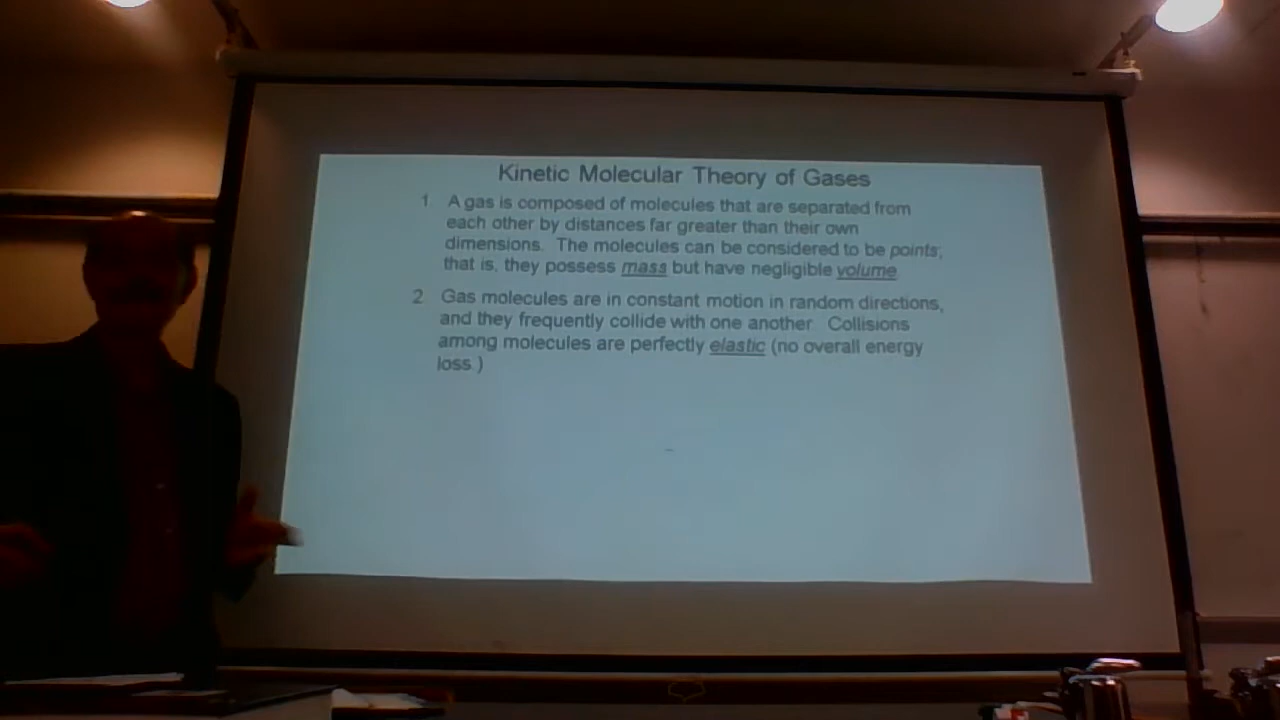 Kinetic Molecular Theory of Gases
1. A gas is composed of molecules that are separated from
each other by distances far greater than their own
dimensions. The molecules can be considered to be points;
that is, they possess mass but have negligible volume
2. Gas molecules are in constant motion in random directions,
and they frequently collide with one another. Collisions
among molecules are perfectly elastic (no overall energy
loss.)